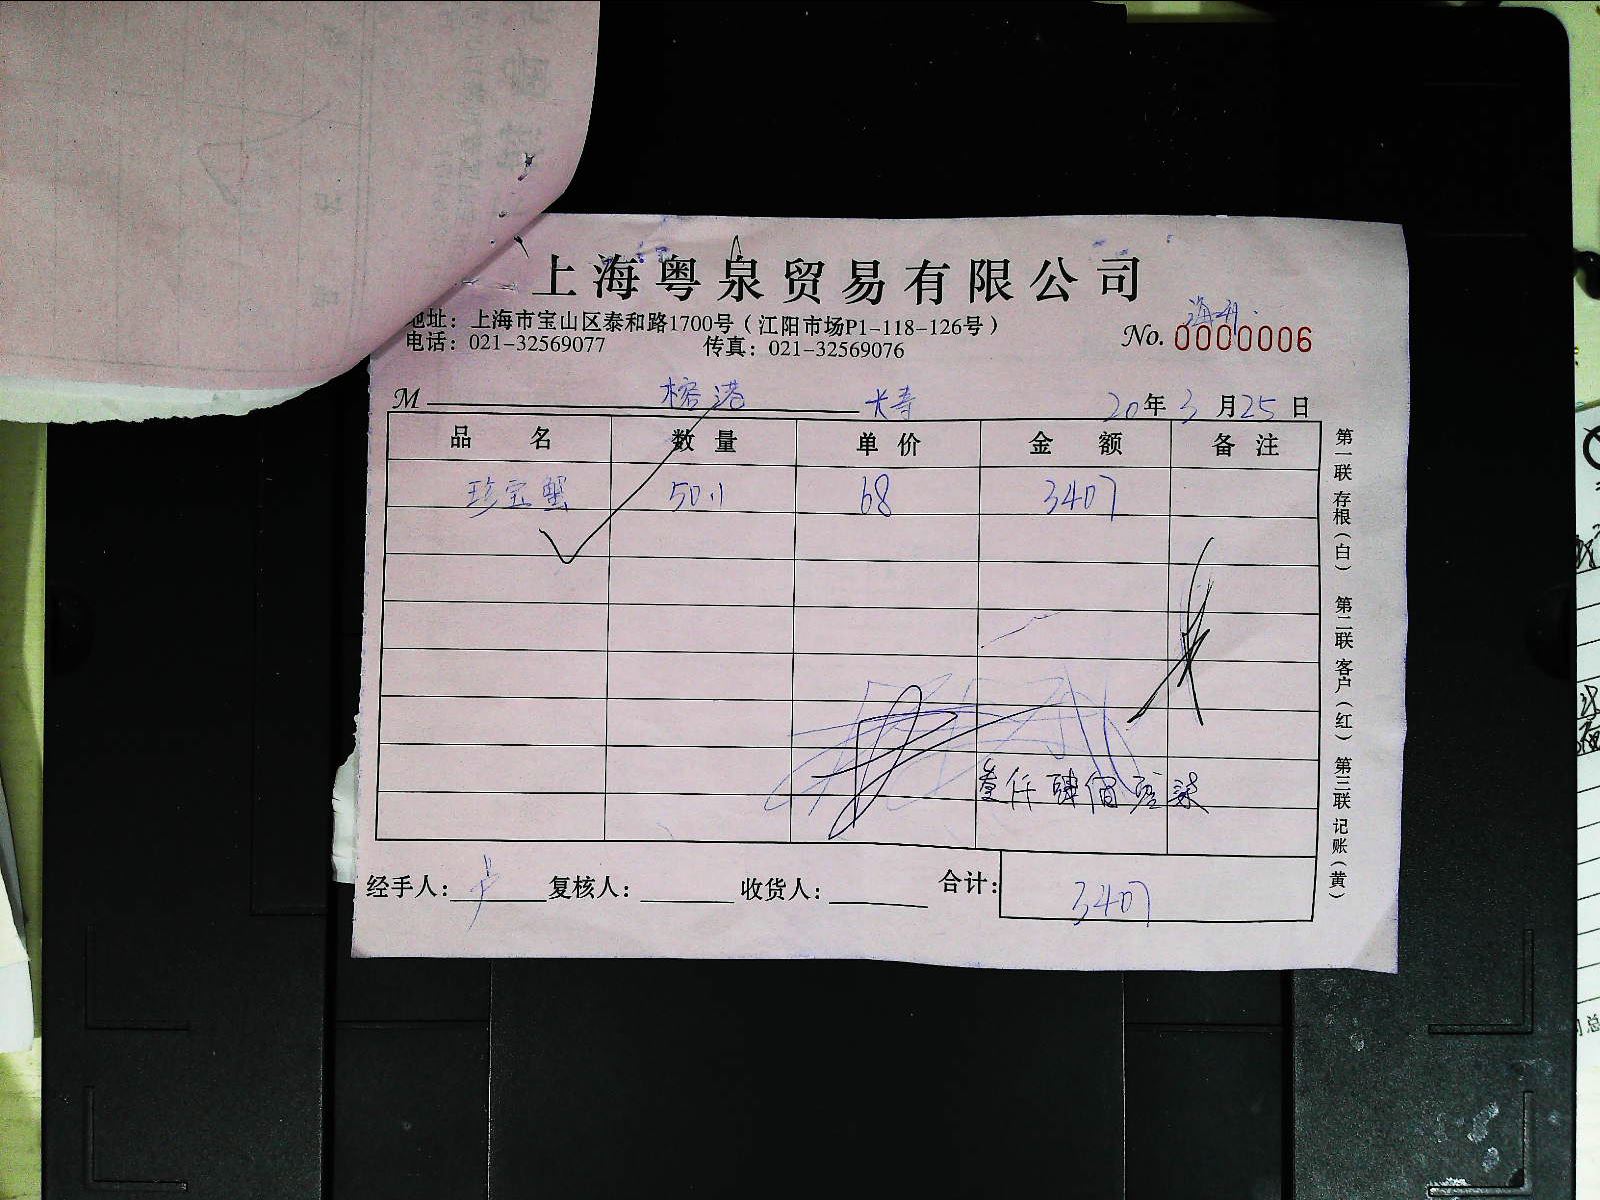 上海粤泉贸易有限公司
地址：上海市宝山区泰和路1700号（江阳市场P1-118-126号）
电话：021-32569077 传真：021-32569076
No. 0000006
M 榕港 大寿 20年3月25日
品名 数量 单价 金额 备注
珍宝蟹 50.1 68 3407
叁仟肆佰零柒
经手人： 复核人： 收货人： 合计：3407
第一联 存根（白） 第二联 客户（红） 第三联 记账（黄）